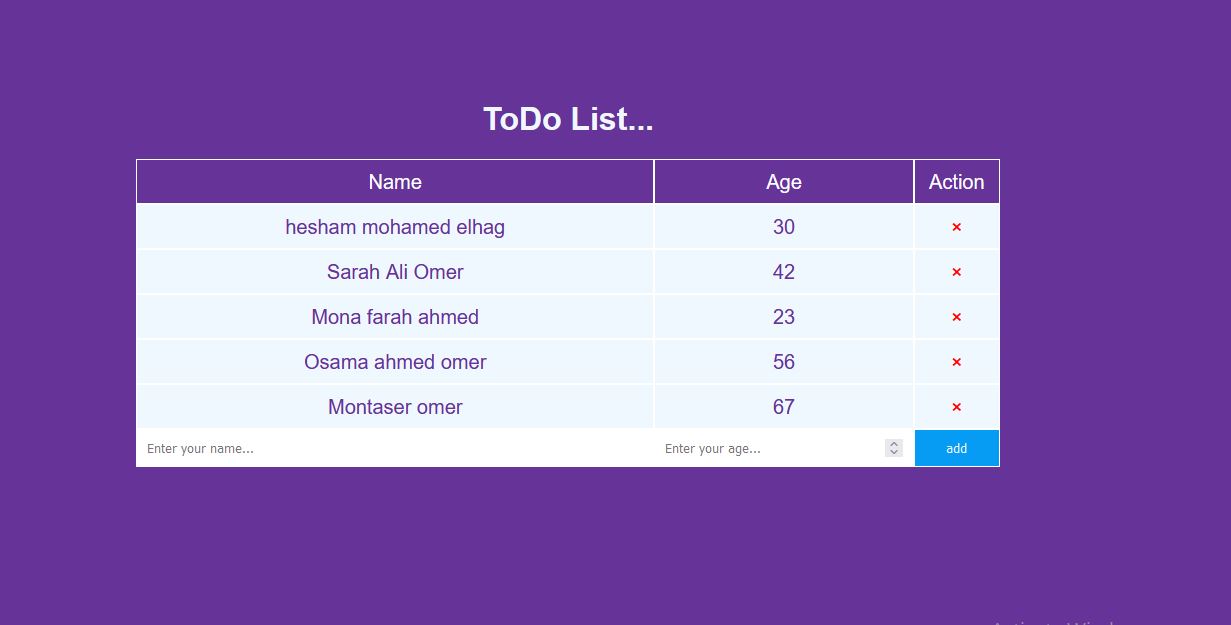 ToDo List...
Name Age Action
hesham mohamed elhag 30 ×
Sarah Ali Omer 42 ×
Mona farah ahmed 23 ×
Osama ahmed omer 56 ×
Montaser omer 67 ×
Enter your name... Enter your age... add